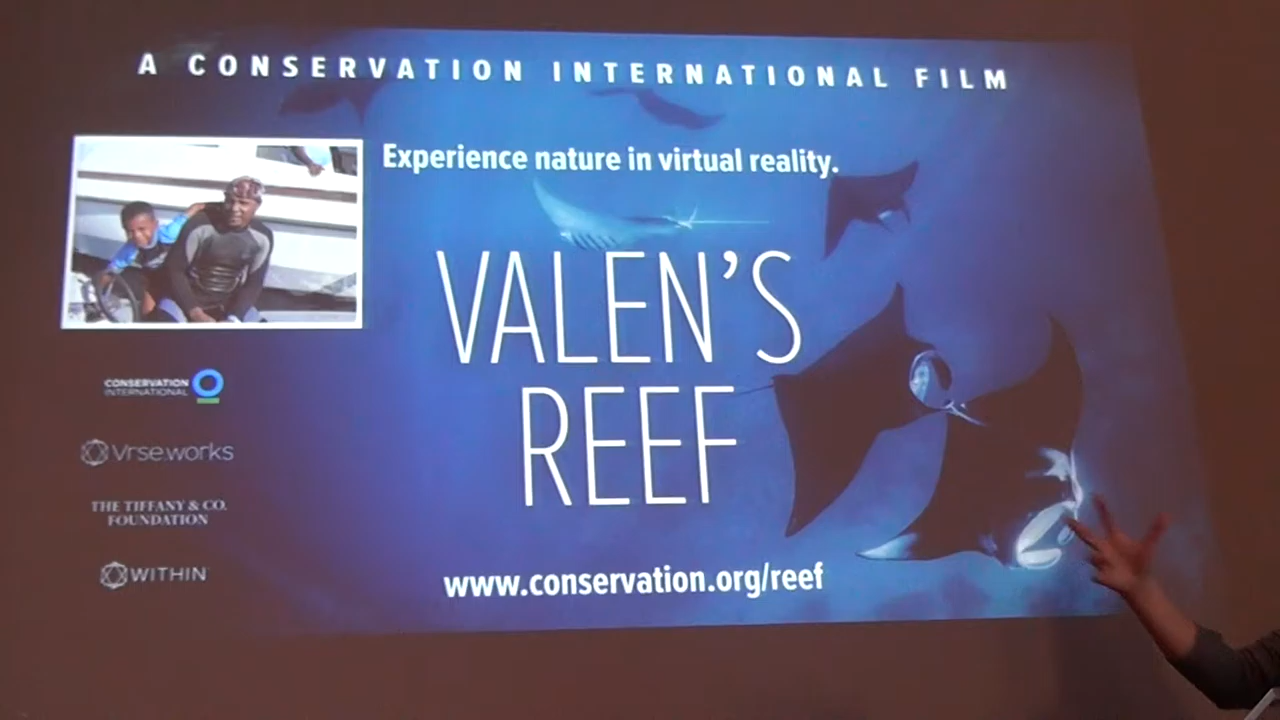 A CONSERVATION INTERNATIONAL FILM
Experience nature in virtual reality.
VALEN'S
REEF
CONSERVATION
INTERNATIONAL
Vrse.works
THE TIFFANY & CO.
FOUNDATION
WITHIN
www.conservation.org/reef